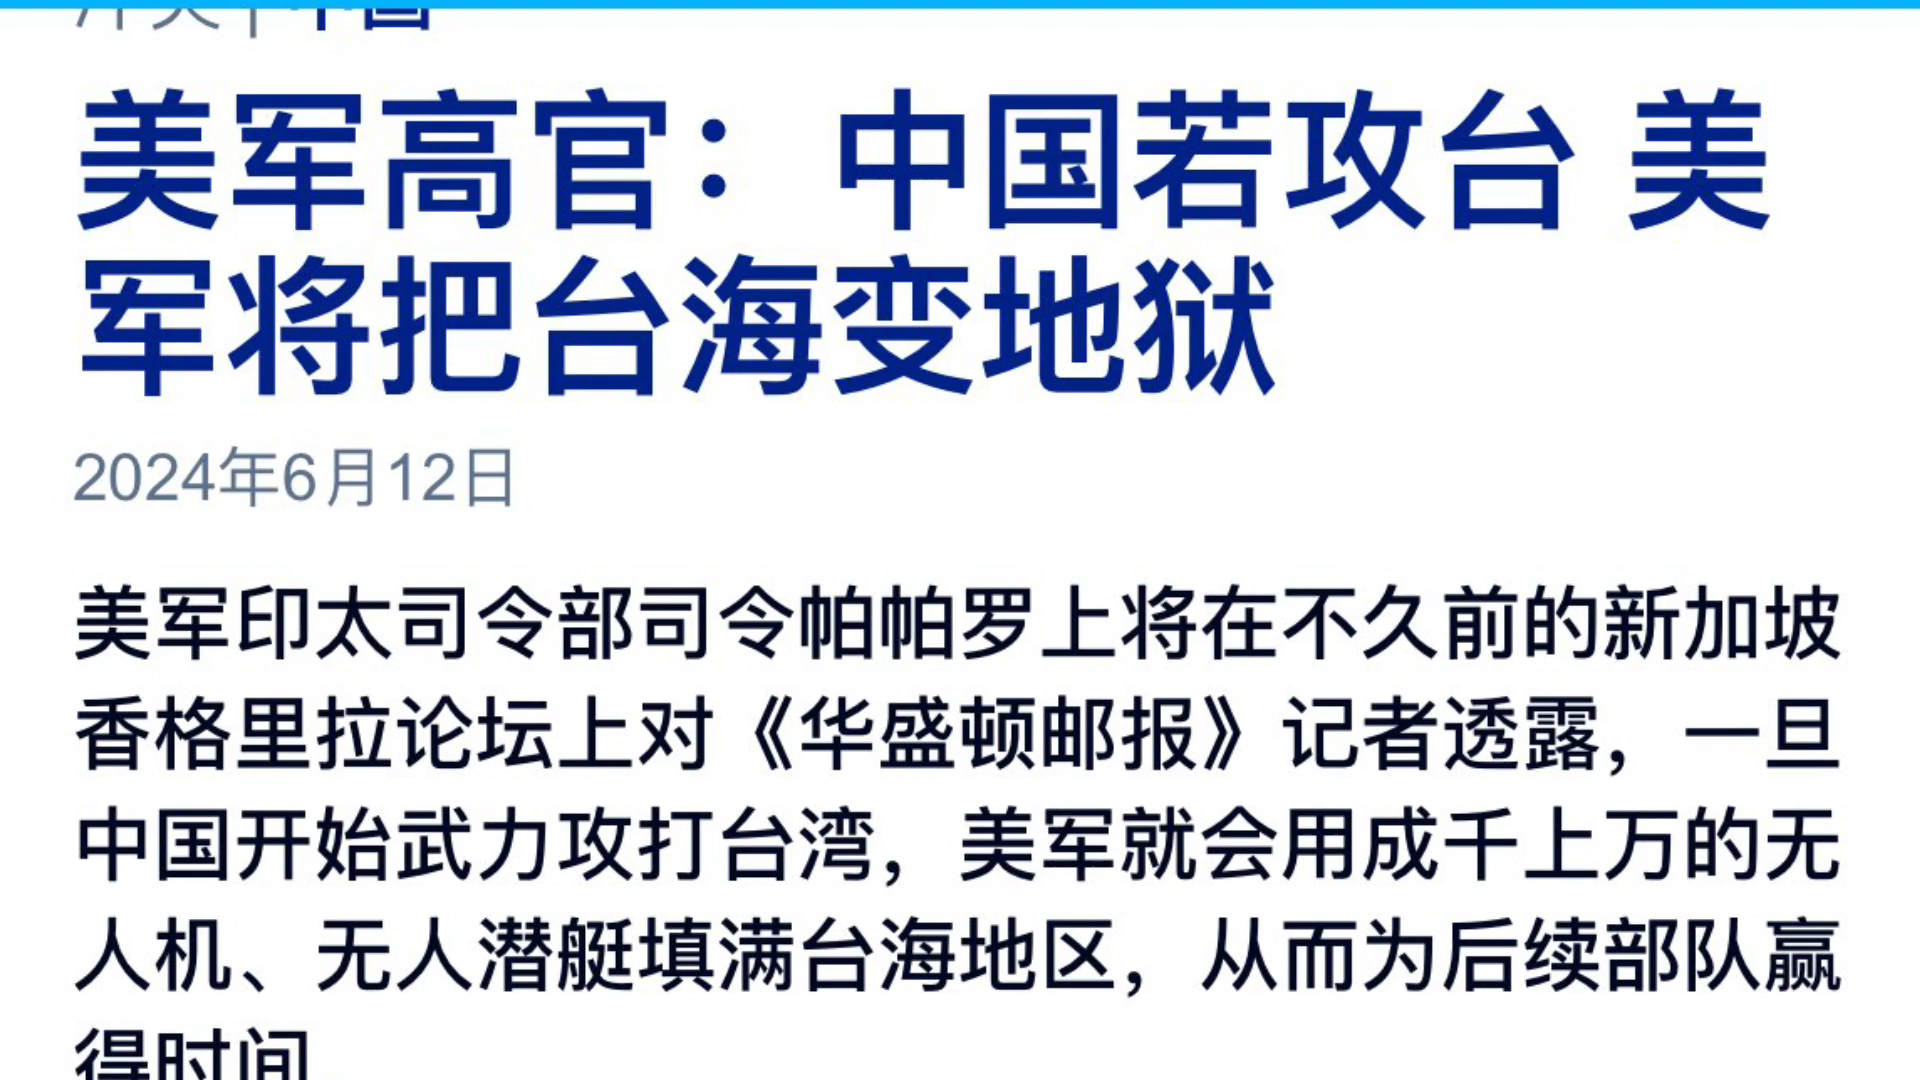 中国
美军高官：中国若攻台 美
军将把台海变地狱
2024年6月12日
美军印太司令部司令帕帕罗上将在不久前的新加坡
香格里拉论坛上对《华盛顿邮报》记者透露，一旦
中国开始武力攻打台湾，美军就会用成千上万的无
人机、无人潜艇填满台海地区，从而为后续部队赢
得时间